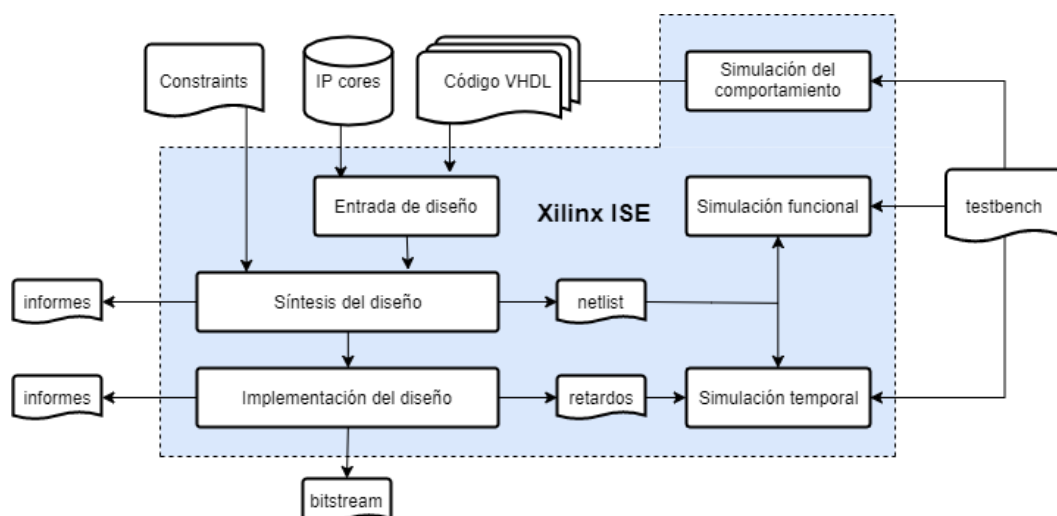 Constraints
IP cores
Código VHDL
Simulación del
comportamiento
Entrada de diseño
Xilinx ISE
Simulación funcional
testbench
informes
Síntesis del diseño
netlist
informes
Implementación del diseño
retardos
Simulación temporal
bitstream